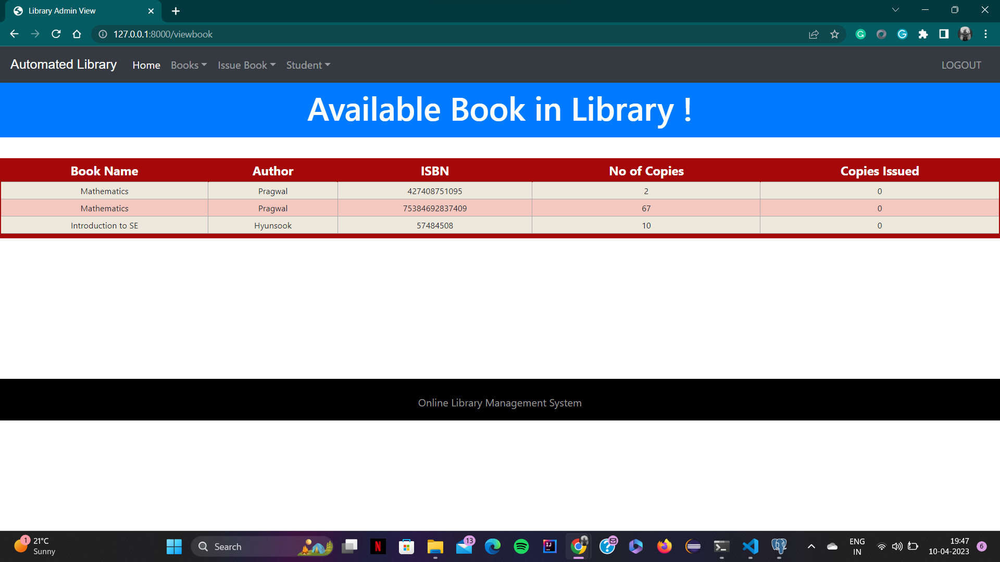 Library Admin View
127.0.0.1:8000/viewbook
Automated Library Home Books Issue Book Student LOGOUT
Available Book in Library !
Book Name Author ISBN No of Copies Copies Issued
Mathematics Pragwal 427408751095 2 0
Mathematics Pragwal 75384692837409 67 0
Introduction to SE Hyunsook 57484508 10 0
Online Library Management System
1 21°C
Sunny
Search
N
13
IJ
ENG
IN
19:47
10-04-2023
6